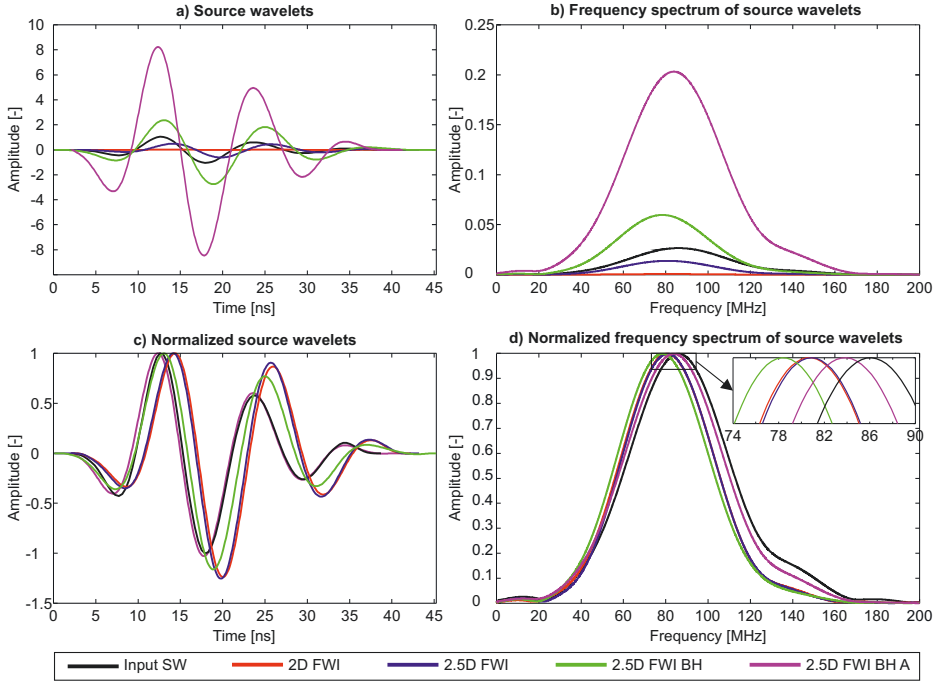 a) Source wavelets
10
8
6
4
2
0
-2
-4
-6
-8
Amplitude [-]
0 5 10 15 20 25 30 35 40 45
Time [ns]
b) Frequency spectrum of source wavelets
0.25
0.2
0.15
0.1
0.05
0
Amplitude [-]
0 20 40 60 80 100 120 140 160 180 200
Frequency [MHz]
c) Normalized source wavelets
1
0.5
0
-0.5
-1
-1.5
Amplitude [-]
0 5 10 15 20 25 30 35 40 45
Time [ns]
d) Normalized frequency spectrum of source wavelets
1
0.9
0.8
0.7
0.6
0.5
0.4
0.3
0.2
0.1
0
Amplitude [-]
74 78 82 86 90
0 20 40 60 80 100 120 140 160 180 200
Frequency [MHz]
Input SW 2D FWI 2.5D FWI 2.5D FWI BH 2.5D FWI BH A